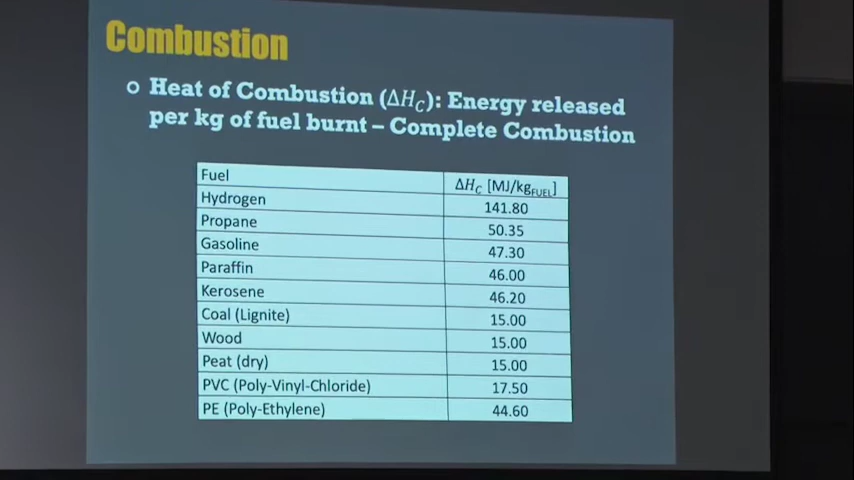 Combustion
o Heat of Combustion (ΔH_C): Energy released
per kg of fuel burnt – Complete Combustion
Fuel ΔH_C [MJ/kg_FUEL]
Hydrogen 141.80
Propane 50.35
Gasoline 47.30
Paraffin 46.00
Kerosene 46.20
Coal (Lignite) 15.00
Wood 15.00
Peat (dry) 15.00
PVC (Poly-Vinyl-Chloride) 17.50
PE (Poly-Ethylene) 44.60